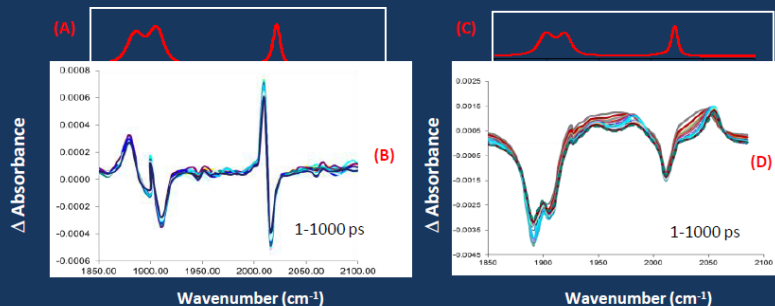 (A)
(C)
Δ Absorbance
0.0008
0.0006
0.0004
0.0002
0.0000
-0.0002
-0.0004
-0.0006
1850.00 1900.00 1950.00 2000.00 2050.00 2100.00
(B)
1-1000 ps
Wavenumber (cm⁻¹)
Δ Absorbance
0.0025
0.0015
0.0005
-0.0005
-0.0015
-0.0025
-0.0035
-0.0045
1850 1900 1950 2000 2050 2100
(D)
1-1000 ps
Wavenumber (cm⁻¹)